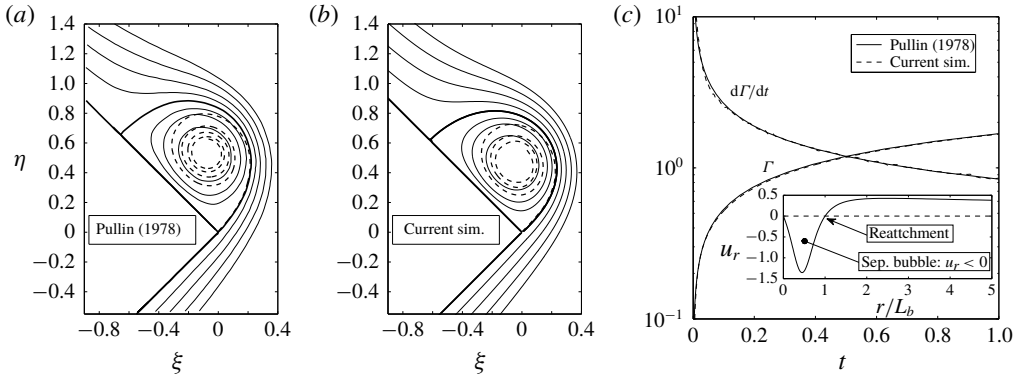 (a)
1.4
1.2
1.0
0.8
0.6
η
0.4
0.2
0
−0.2
−0.4
Pullin (1978)
−0.8
−0.4
0
0.4
ξ
(b)
1.4
1.2
1.0
0.8
0.6
0.4
0.2
0
−0.2
−0.4
Current sim.
−0.8
−0.4
0
0.4
ξ
(c)
10¹
10⁰
10⁻¹
Pullin (1978)
Current sim.
dΓ/dt
Γ
0.5
0
−0.5
−1.0
−1.5
u_r
Reattchment
Sep. bubble: u_r < 0
0
1
2
3
4
5
r/L_b
0
0.2
0.4
0.6
0.8
1.0
t